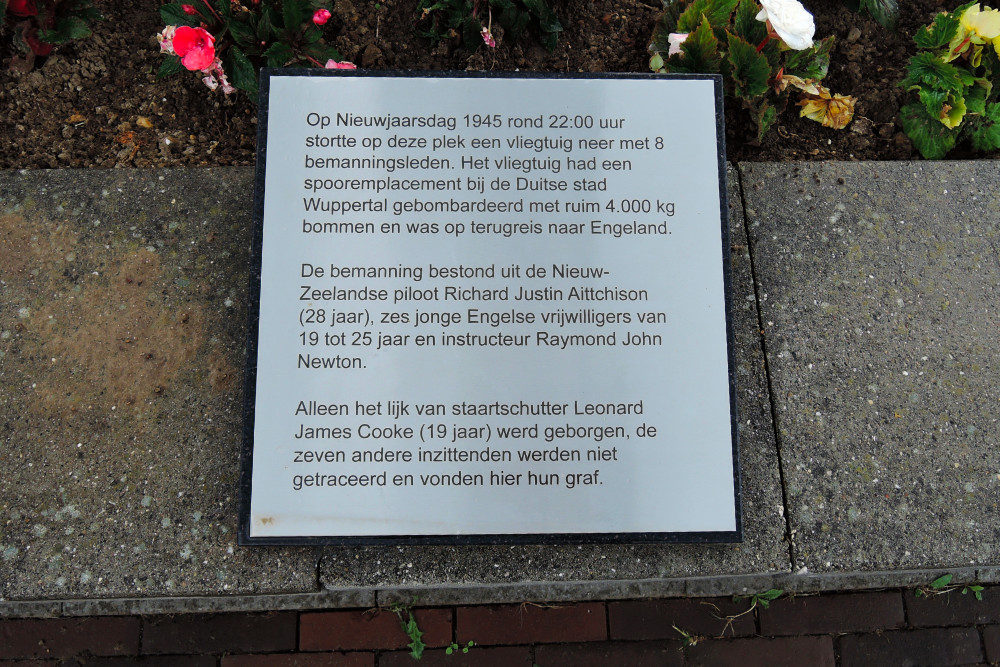 Op Nieuwjaarsdag 1945 rond 22:00 uur
stortte op deze plek een vliegtuig neer met 8
bemanningsleden. Het vliegtuig had een
spooremplacement bij de Duitse stad
Wuppertal gebombardeerd met ruim 4.000 kg
bommen en was op terugreis naar Engeland.
De bemanning bestond uit de Nieuw-
Zeelandse piloot Richard Justin Aittchison
(28 jaar), zes jonge Engelse vrijwilligers van
19 tot 25 jaar en instructeur Raymond John
Newton.
Alleen het lijk van staartschutter Leonard
James Cooke (19 jaar) werd geborgen, de
zeven andere inzittenden werden niet
getraceerd en vonden hier hun graf.